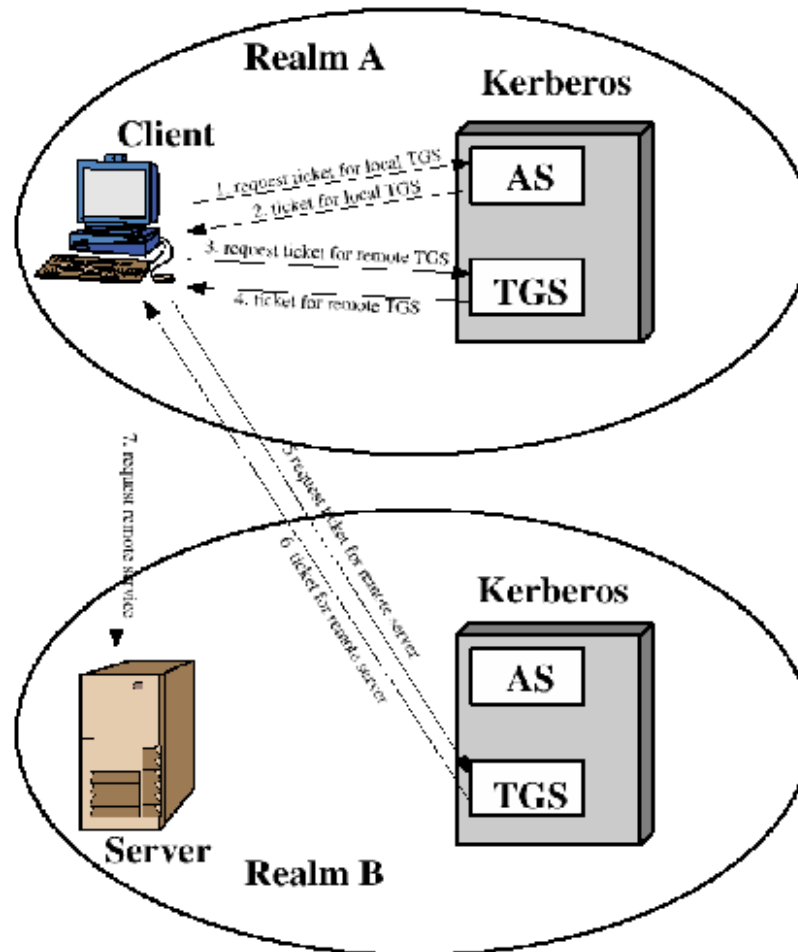 Realm A
Kerberos
Client
1. request ticket for local TGS
AS
2. ticket for local TGS
3. request ticket for remote TGS
TGS
4. ticket for remote TGS
7. request remote service
5 request ticket for remote server
6. ticket for remote server
Kerberos
AS
TGS
Server
Realm B